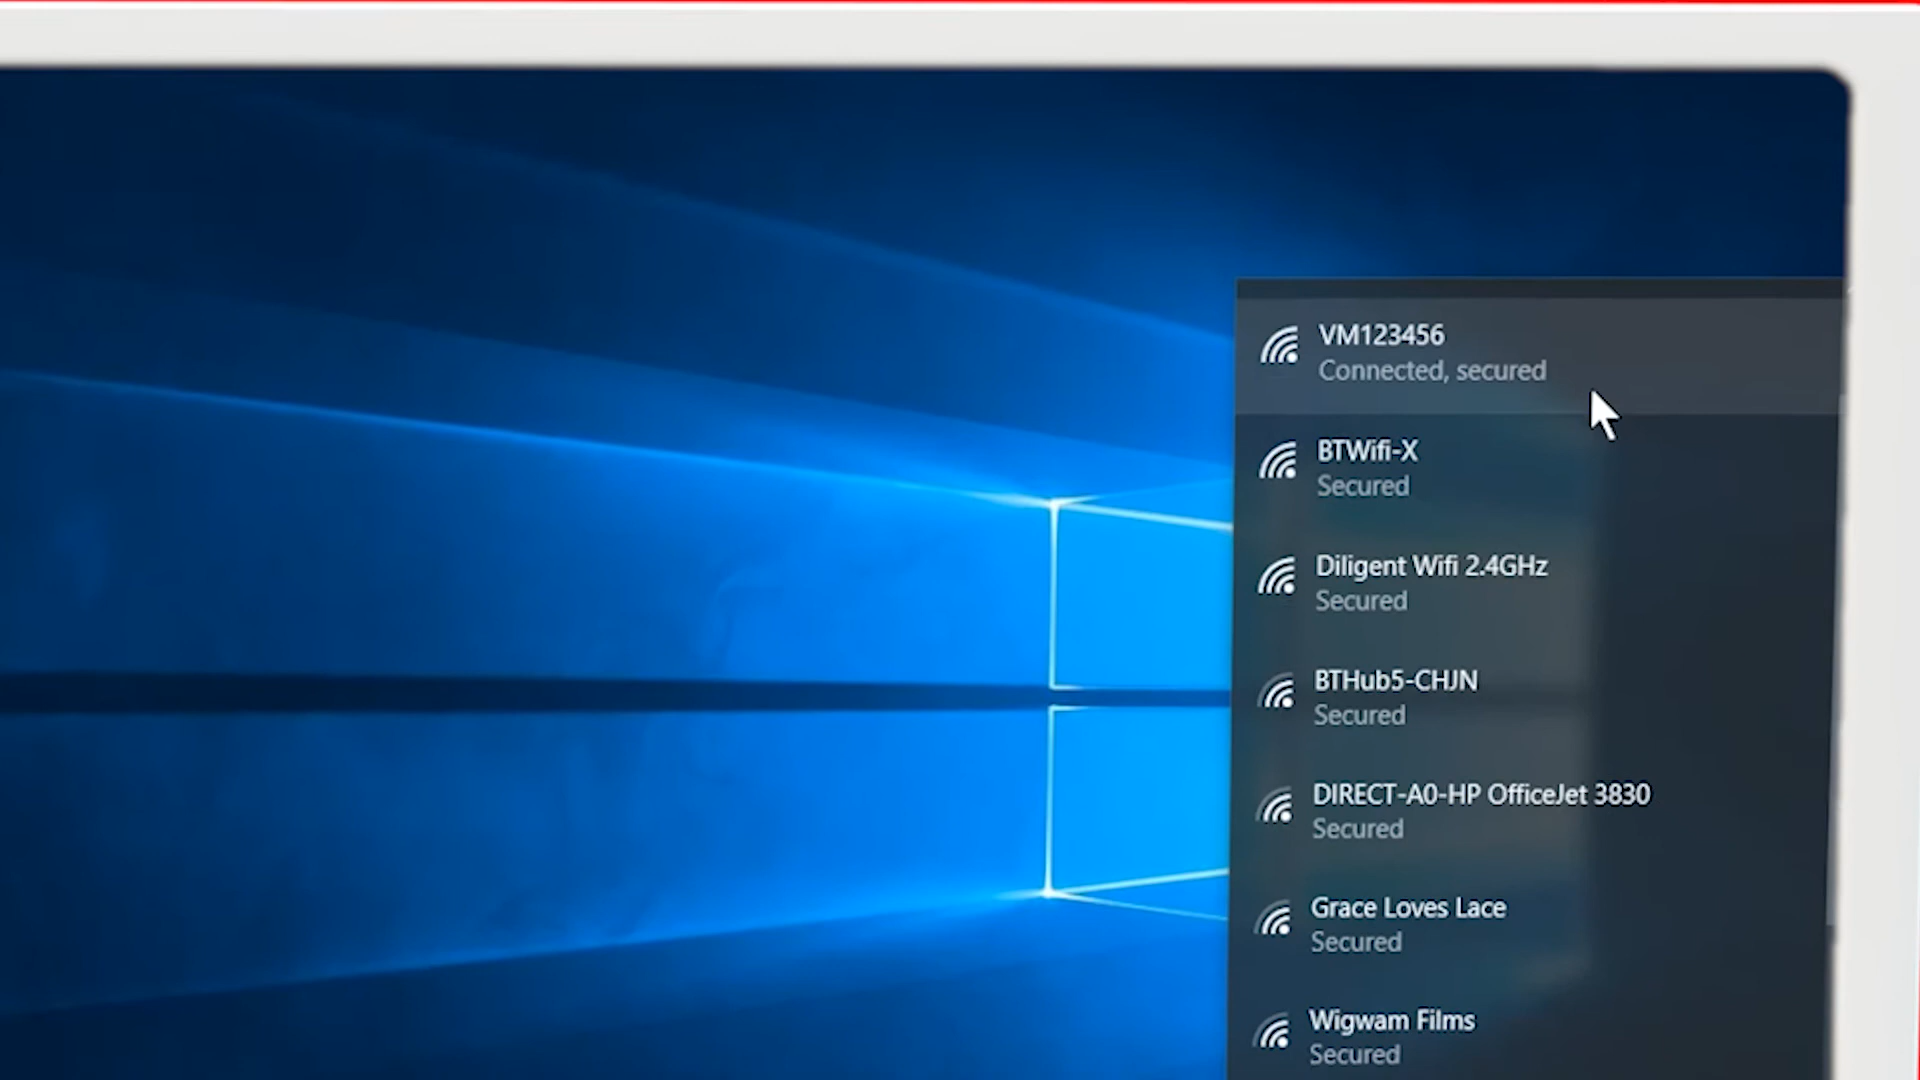 VM123456
Connected, secured
BTWifi-X
Secured
Diligent Wifi 2.4GHz
Secured
BTHub5-CHJN
Secured
DIRECT-A0-HP OfficeJet 3830
Secured
Grace Loves Lace
Secured
Wigwam Films
Secured